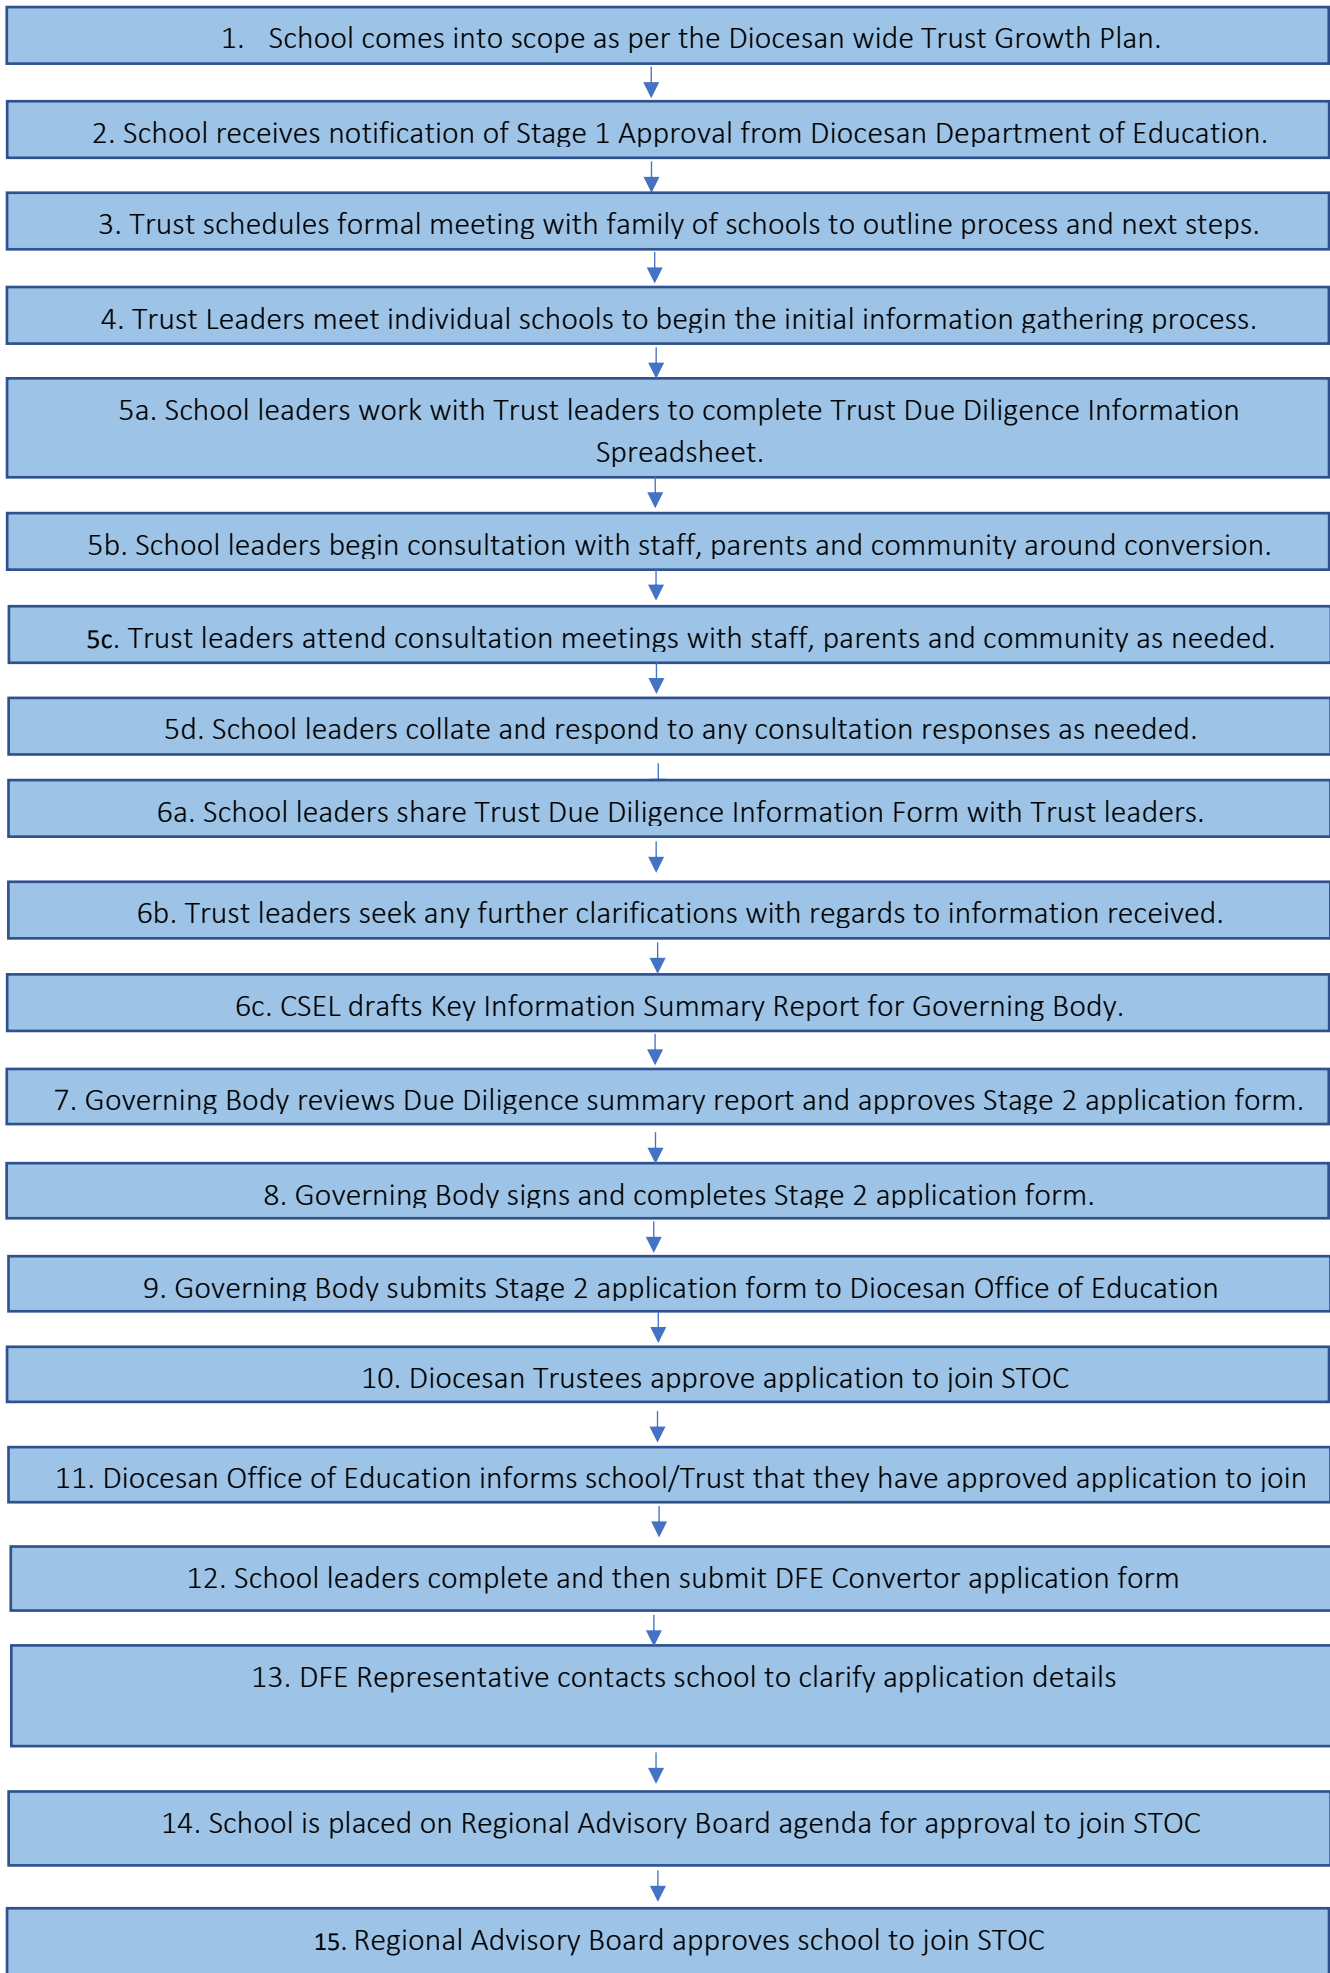 1. School comes into scope as per the Diocesan wide Trust Growth Plan.
2. School receives notification of Stage 1 Approval from Diocesan Department of Education.
3. Trust schedules formal meeting with family of schools to outline process and next steps.
4. Trust Leaders meet individual schools to begin the initial information gathering process.
5a. School leaders work with Trust leaders to complete Trust Due Diligence Information
Spreadsheet.
5b. School leaders begin consultation with staff, parents and community around conversion.
5c. Trust leaders attend consultation meetings with staff, parents and community as needed.
5d. School leaders collate and respond to any consultation responses as needed.
6a. School leaders share Trust Due Diligence Information Form with Trust leaders.
6b. Trust leaders seek any further clarifications with regards to information received.
6c. CSEL drafts Key Information Summary Report for Governing Body.
7. Governing Body reviews Due Diligence summary report and approves Stage 2 application form.
8. Governing Body signs and completes Stage 2 application form.
9. Governing Body submits Stage 2 application form to Diocesan Office of Education
10. Diocesan Trustees approve application to join STOC
11. Diocesan Office of Education informs school/Trust that they have approved application to join
12. School leaders complete and then submit DFE Convertor application form
13. DFE Representative contacts school to clarify application details
14. School is placed on Regional Advisory Board agenda for approval to join STOC
15. Regional Advisory Board approves school to join STOC